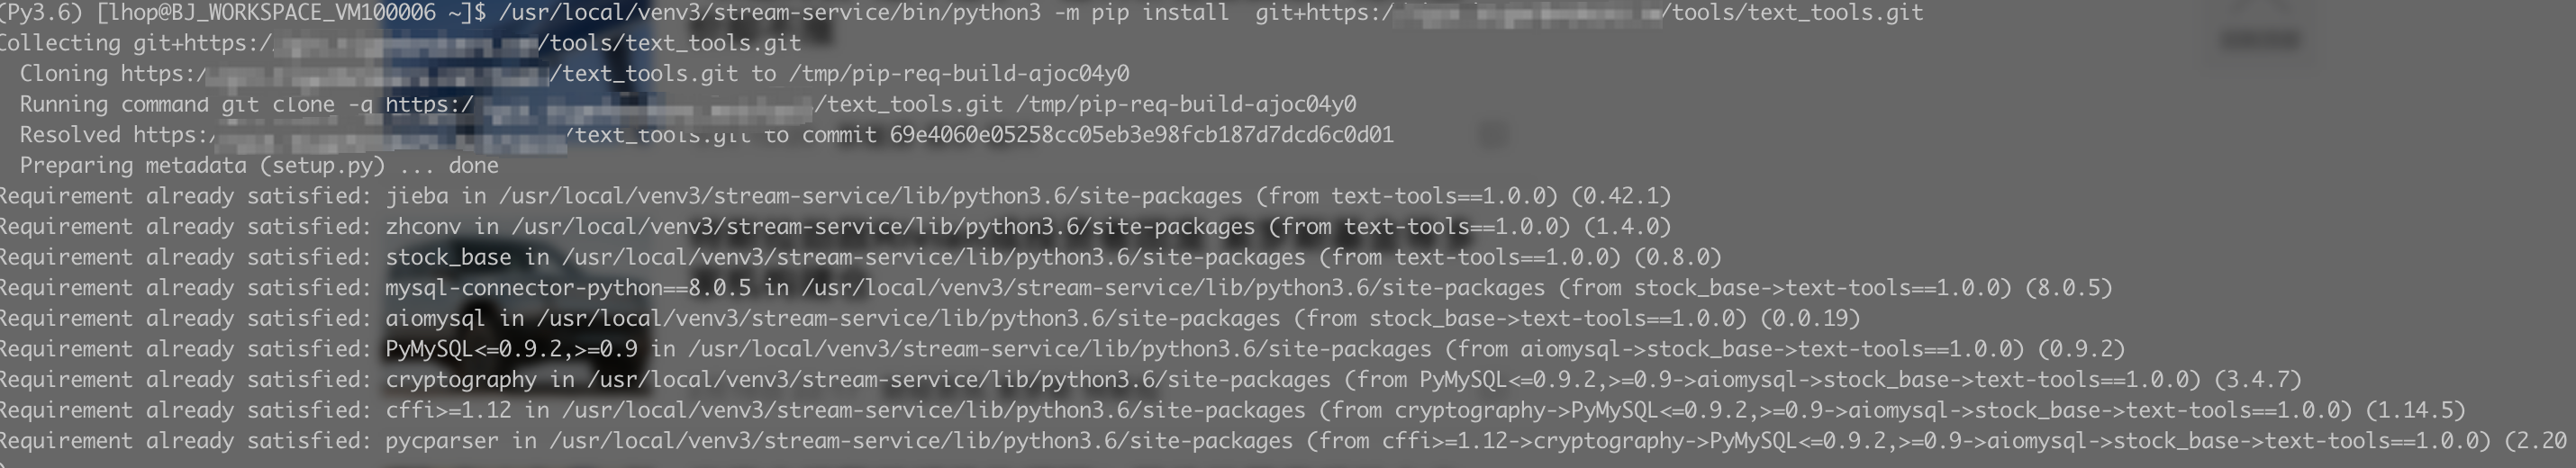 (Py3.6) [lhop@BJ_WORKSPACE_VM100006 ~]$ /usr/local/venv3/stream-service/bin/python3 -m pip install  git+https:/ /tools/text_tools.git
Collecting git+https:/ /tools/text_tools.git
Cloning https:/ /text_tools.git to /tmp/pip-req-build-ajoc04y0
Running command git clone -q https:/ /text_tools.git /tmp/pip-req-build-ajoc04y0
Resolved https: /text_tools.git to commit 69e4060e05258cc05eb3e98fcb187d7dcd6c0d01
Preparing metadata (setup.py) ... done
Requirement already satisfied: jieba in /usr/local/venv3/stream-service/lib/python3.6/site-packages (from text-tools==1.0.0) (0.42.1)
Requirement already satisfied: zhconv in /usr/local/venv3/stream-service/lib/python3.6/site-packages (from text-tools==1.0.0) (1.4.0)
Requirement already satisfied: stock_base in /usr/local/venv3/stream-service/lib/python3.6/site-packages (from text-tools==1.0.0) (0.8.0)
Requirement already satisfied: mysql-connector-python==8.0.5 in /usr/local/venv3/stream-service/lib/python3.6/site-packages (from stock_base->text-tools==1.0.0) (8.0.5)
Requirement already satisfied: aiomysql in /usr/local/venv3/stream-service/lib/python3.6/site-packages (from stock_base->text-tools==1.0.0) (0.0.19)
Requirement already satisfied: PyMySQL<=0.9.2,>=0.9 in /usr/local/venv3/stream-service/lib/python3.6/site-packages (from aiomysql->stock_base->text-tools==1.0.0) (0.9.2)
Requirement already satisfied: cryptography in /usr/local/venv3/stream-service/lib/python3.6/site-packages (from PyMySQL<=0.9.2,>=0.9->aiomysql->stock_base->text-tools==1.0.0) (3.4.7)
Requirement already satisfied: cffi>=1.12 in /usr/local/venv3/stream-service/lib/python3.6/site-packages (from cryptography->PyMySQL<=0.9.2,>=0.9->aiomysql->stock_base->text-tools==1.0.0) (1.14.5)
Requirement already satisfied: pycparser in /usr/local/venv3/stream-service/lib/python3.6/site-packages (from cffi>=1.12->cryptography->PyMySQL<=0.9.2,>=0.9->aiomysql->stock_base->text-tools==1.0.0) (2.20